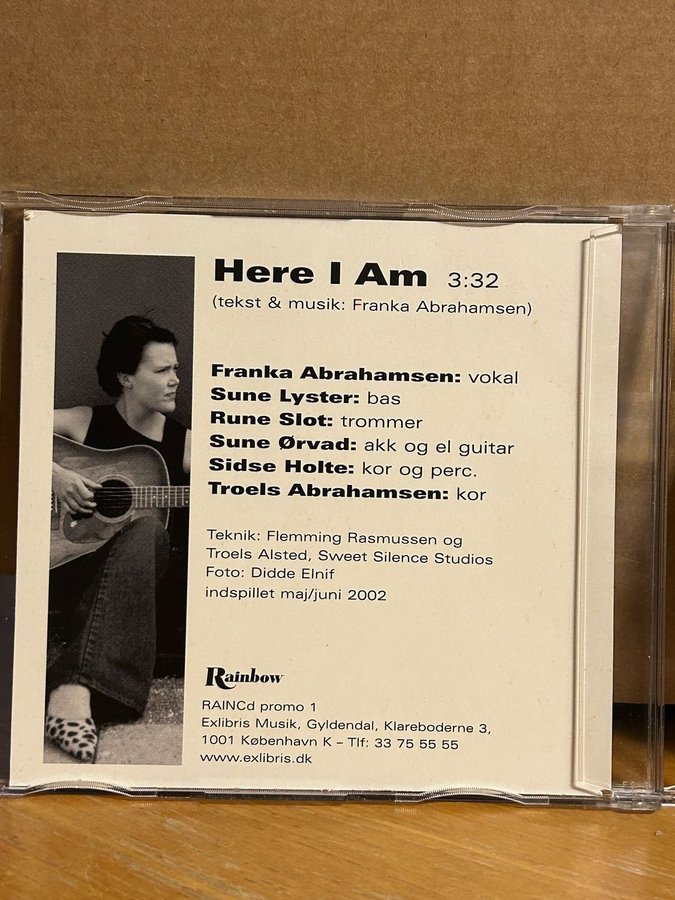 Here I Am 3:32
(tekst & musik: Franka Abrahamsen)
Franka Abrahamsen: vokal
Sune Lyster: bas
Rune Slot: trommer
Sune Ørvad: akk og el guitar
Sidse Holte: kor og perc.
Troels Abrahamsen: kor
Teknik: Flemming Rasmussen og
Troels Alsted, Sweet Silence Studios
Foto: Didde Elnif
indspillet maj/juni 2002
Rainbow
RAINCd promo 1
Exlibris Musik, Gyldendal, Klareboderne 3,
1001 København K – Tlf: 33 75 55 55
www.exlibris.dk